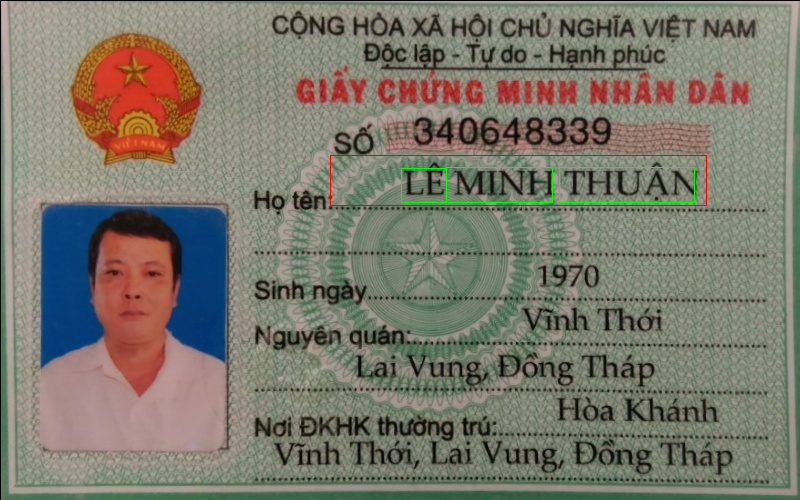 CỘNG HÒA XÃ HỘI CHỦ NGHĨA VIỆT NAM
Độc lập - Tự do - Hạnh phúc
GIẤY CHỨNG MINH NHÂN DÂN
SỐ 340648339
VIỆT NAM
Họ tên: LÊ MINH THUẬN
Sinh ngày 1970
Nguyên quán: Vĩnh Thới
Lai Vung, Đồng Tháp
Nơi ĐKHK thường trú: Hòa Khánh
Vĩnh Thới, Lai Vung, Đồng Tháp